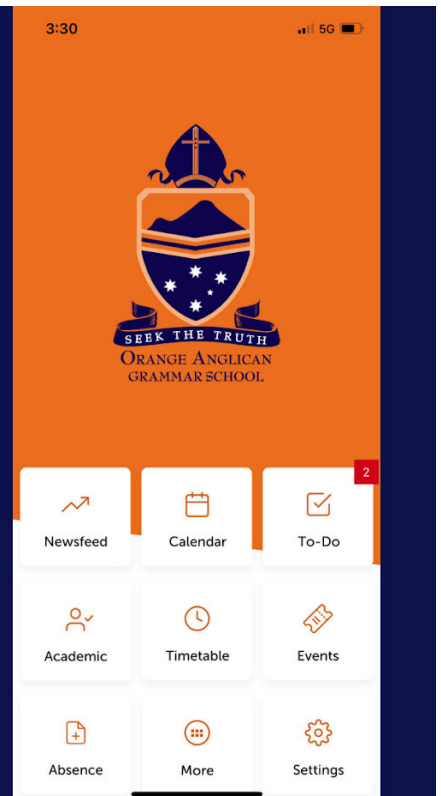 3:30 5G
SEEK THE TRUTH
ORANGE ANGLICAN
GRAMMAR SCHOOL
2
Newsfeed Calendar To-Do
Academic Timetable Events
Absence More Settings